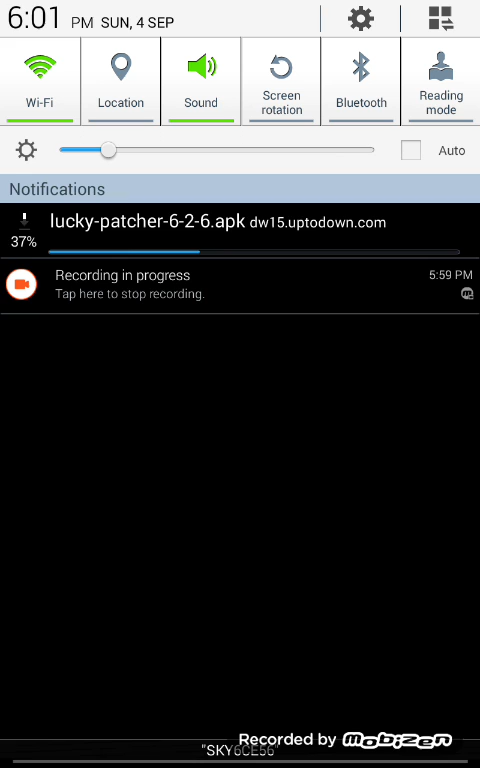 6:01 PM SUN, 4 SEP
Wi-Fi
Location
Sound
Screen rotation
Bluetooth
Reading mode
Auto
Notifications
lucky-patcher-6-2-6.apk dw15.uptodown.com
37%
Recording in progress
5:59 PM
Tap here to stop recording.
Recorded by mobizen
"SKY6CE56"